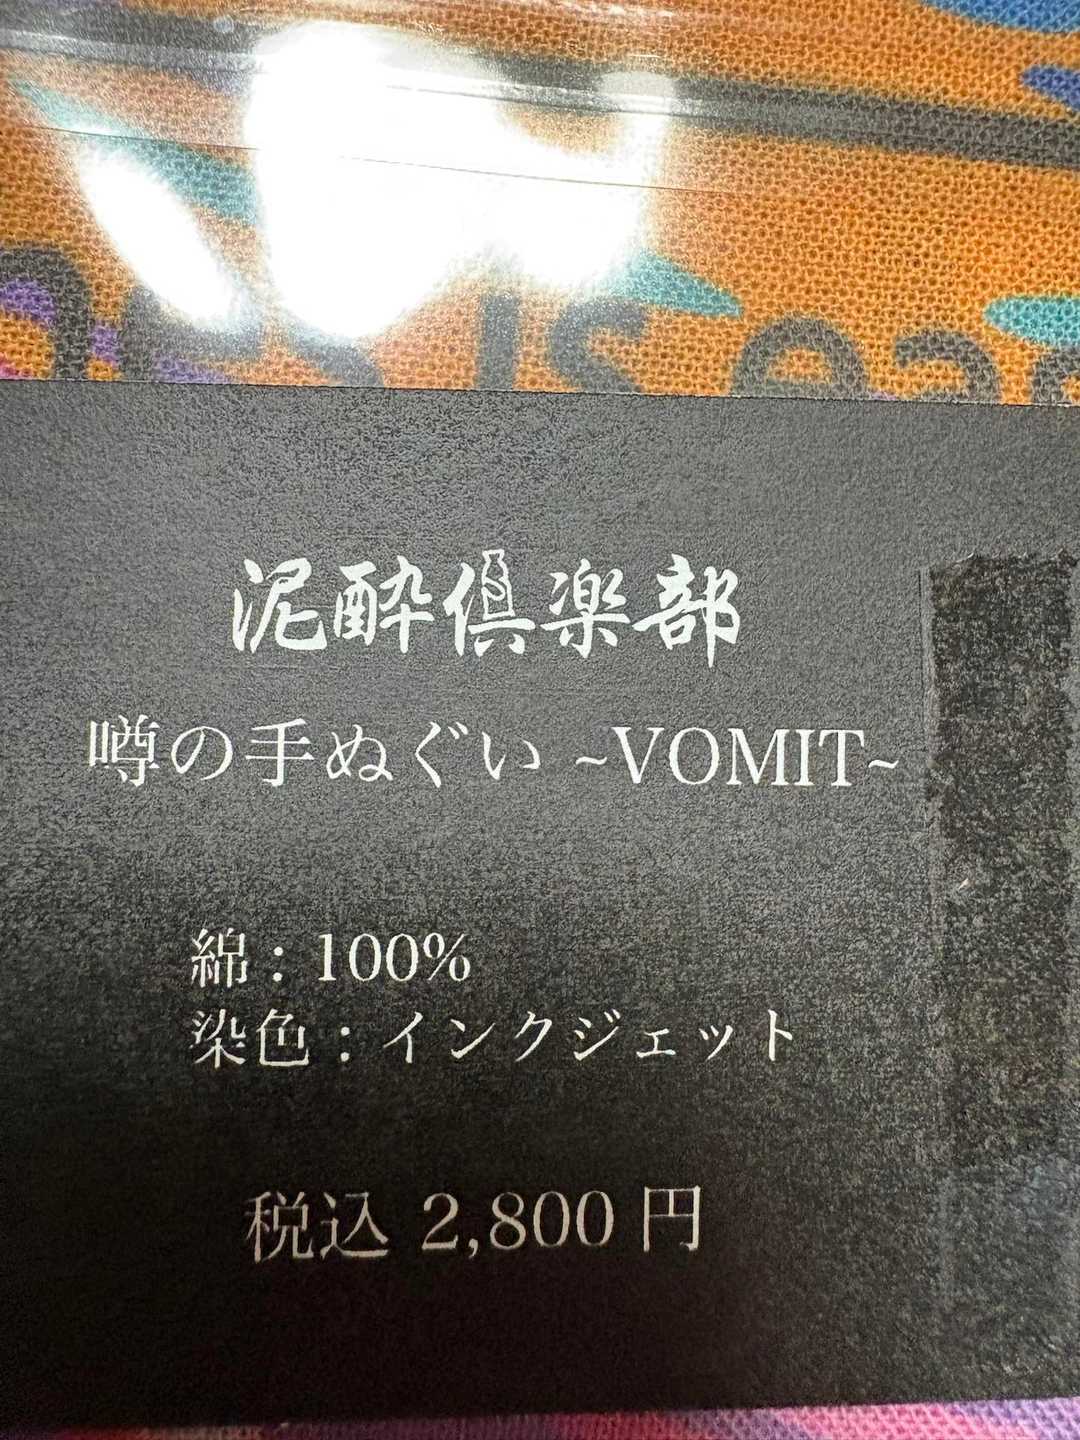 泥酔倶楽部
噂の手ぬぐい ~VOMIT~
綿：100%
染色：インクジェット
税込 2,800 円